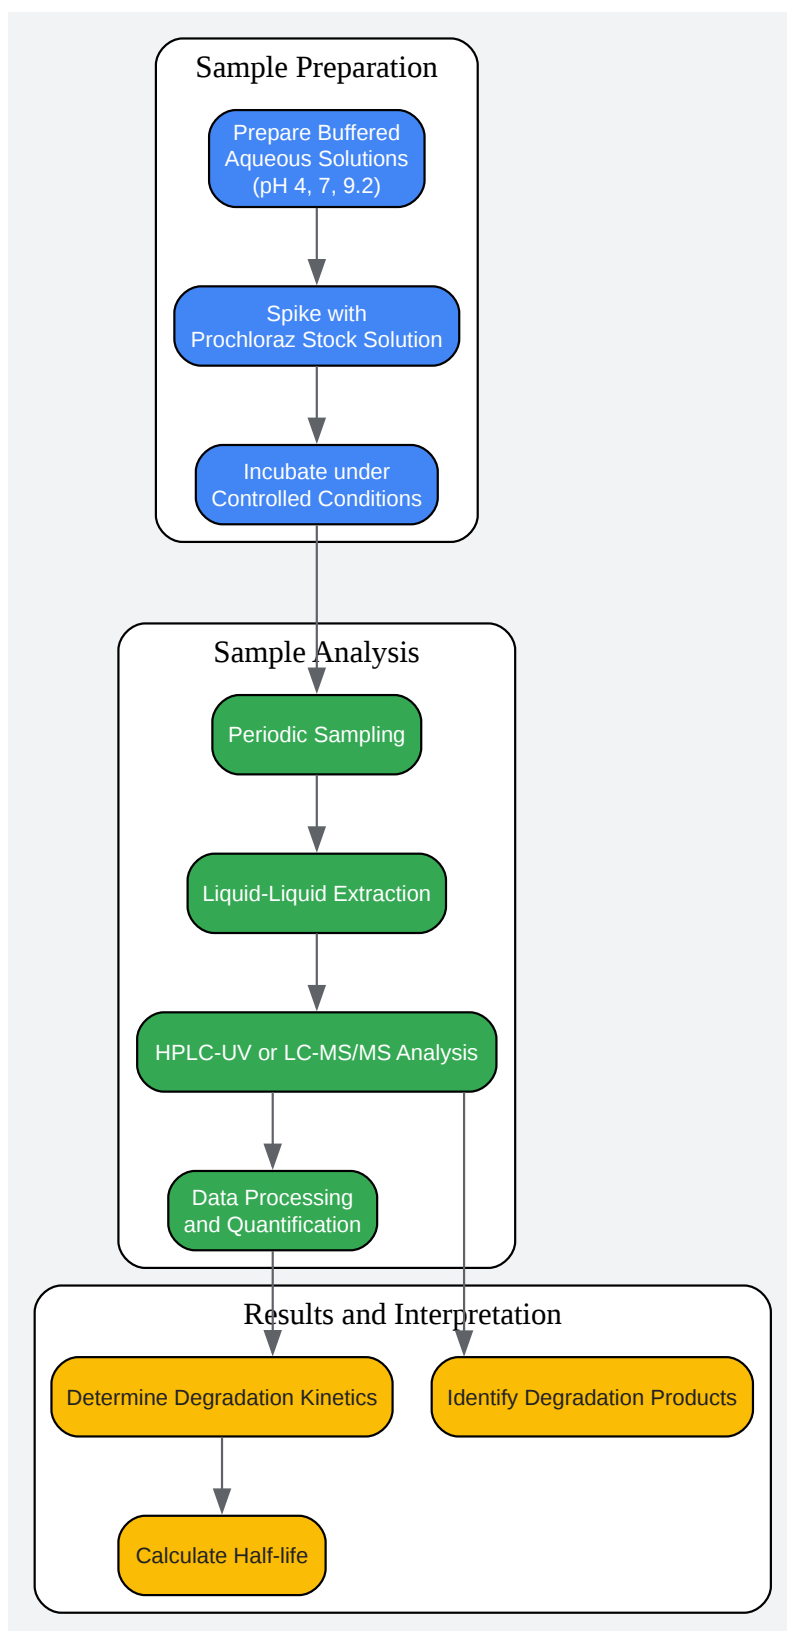 Sample Preparation
Prepare Buffered
Aqueous Solutions
(pH 4, 7, 9.2)
Spike with
Prochloraz Stock Solution
Incubate under
Controlled Conditions
Sample Analysis
Periodic Sampling
Liquid-Liquid Extraction
HPLC-UV or LC-MS/MS Analysis
Data Processing
and Quantification
Results and Interpretation
Determine Degradation Kinetics
Identify Degradation Products
Calculate Half-life